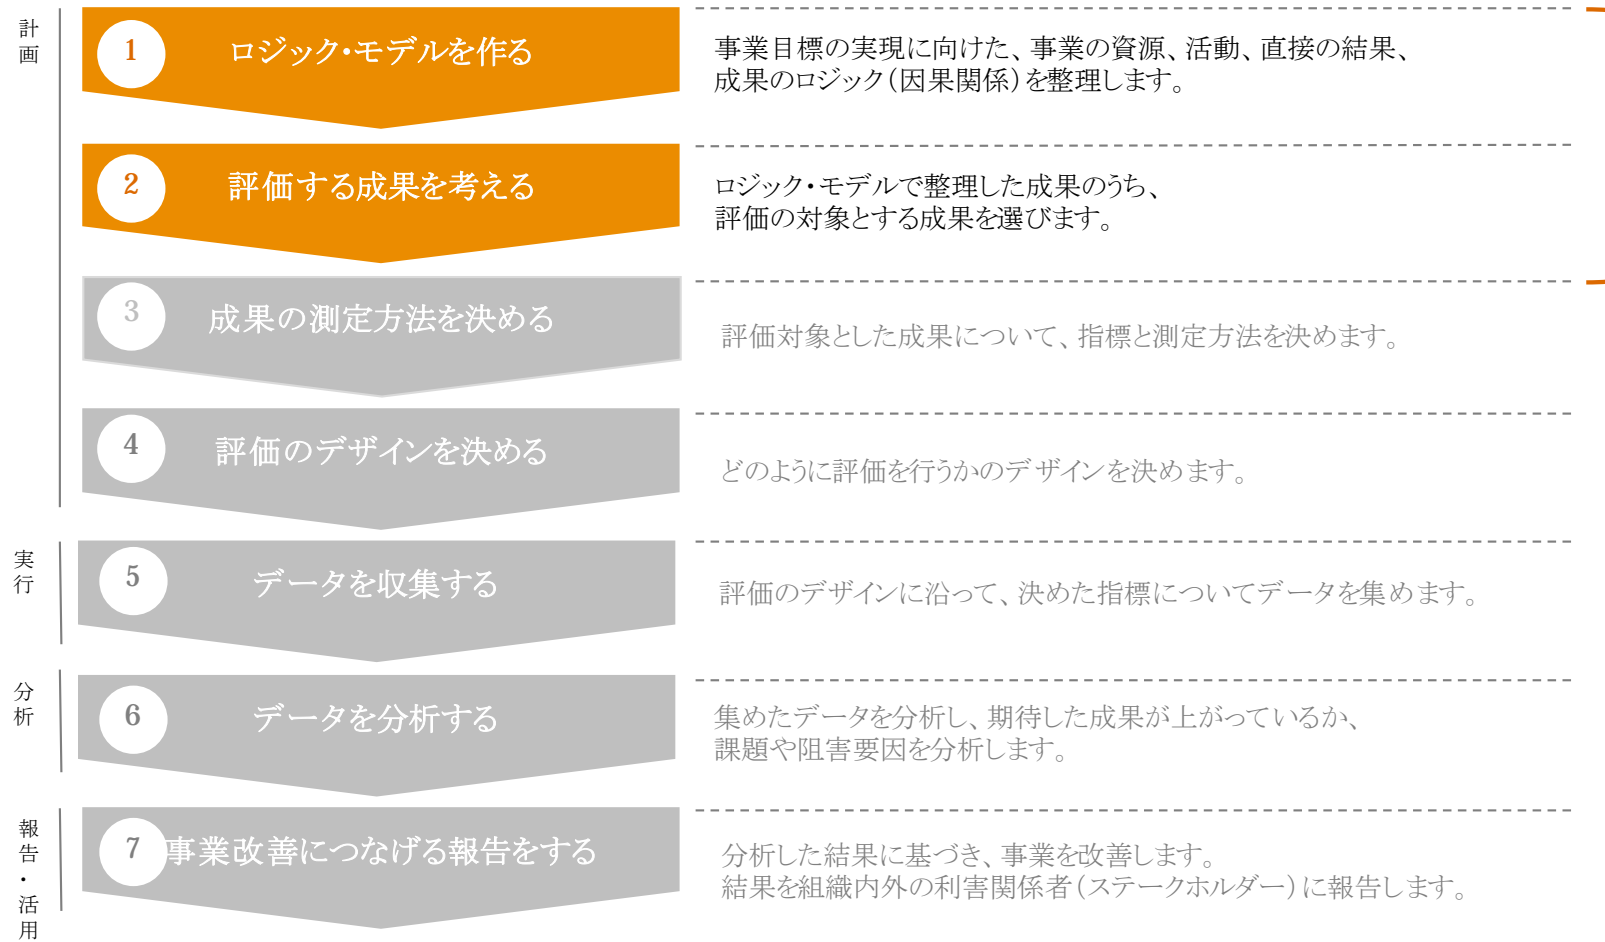 計画
1
ロジック・モデルを作る
事業目標の実現に向けた、事業の資源、活動、直接の結果、
成果のロジック（因果関係）を整理します。
2
評価する成果を考える
ロジック・モデルで整理した成果のうち、
評価の対象とする成果を選びます。
3
成果の測定方法を決める
評価対象とした成果について、指標と測定方法を決めます。
4
評価のデザインを決める
どのように評価を行うかのデザインを決めます。
実行
5
データを収集する
評価のデザインに沿って、決めた指標についてデータを集めます。
分析
6
データを分析する
集めたデータを分析し、期待した成果が上がっているか、
課題や阻害要因を分析します。
報告・活用
7
事業改善につなげる報告をする
分析した結果に基づき、事業を改善します。
結果を組織内外の利害関係者（ステークホルダー）に報告します。